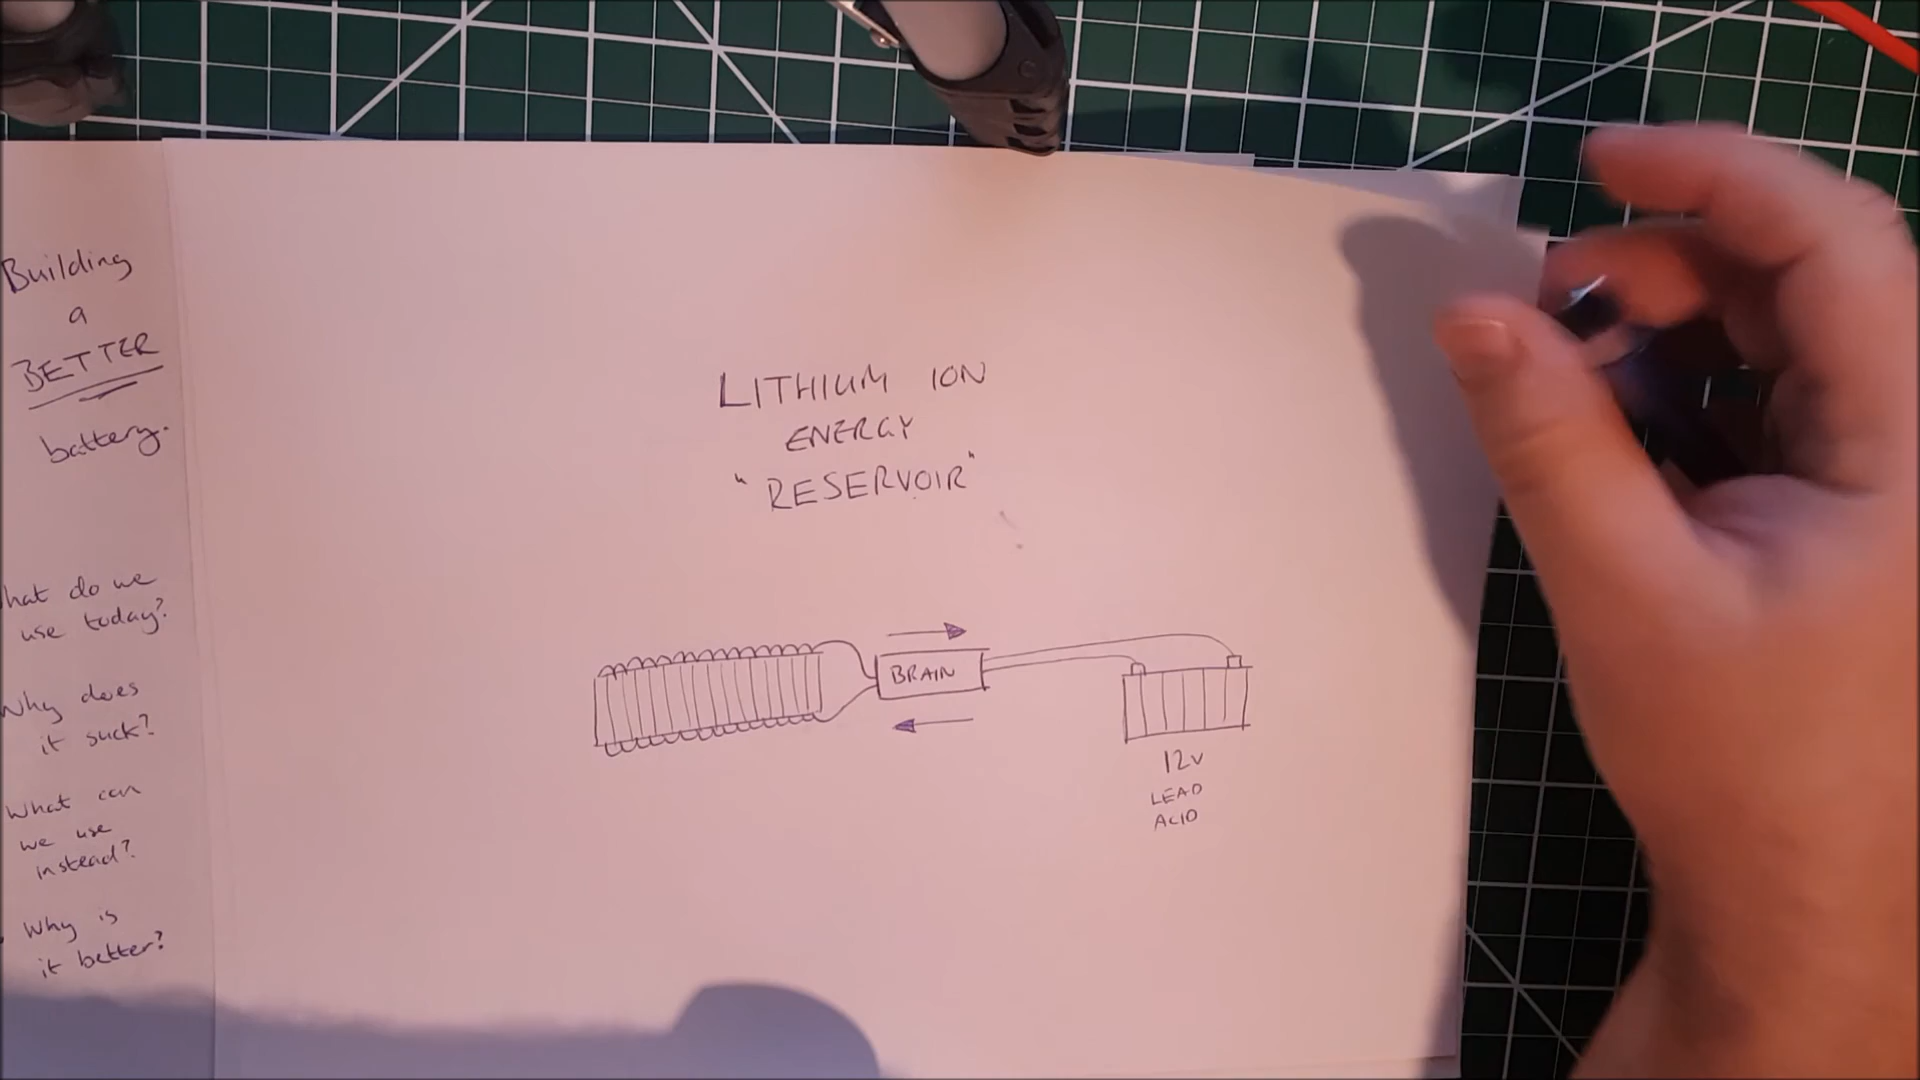 Building
a
BETTER
battery.
hat do we
use today?
Why does
it suck?
What can
we use
instead?
Why is
it better?
LITHIUM ION
ENERGY
"RESERVOIR"
BRAIN
12v
LEAD
ACID